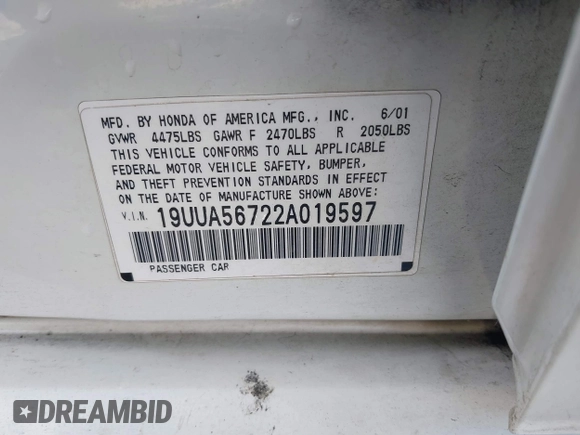 MFD. BY HONDA OF AMERICA MFG., INC. 6/01
GVWR 4475LBS GAWR F 2470LBS R 2050LBS
THIS VEHICLE CONFORMS TO ALL APPLICABLE
FEDERAL MOTOR VEHICLE SAFETY, BUMPER,
AND THEFT PREVENTION STANDARDS IN EFFECT
ON THE DATE OF MANUFACTURE SHOWN ABOVE:
V.I.N. 19UUA56722A019597
PASSENGER CAR
DREAMBID